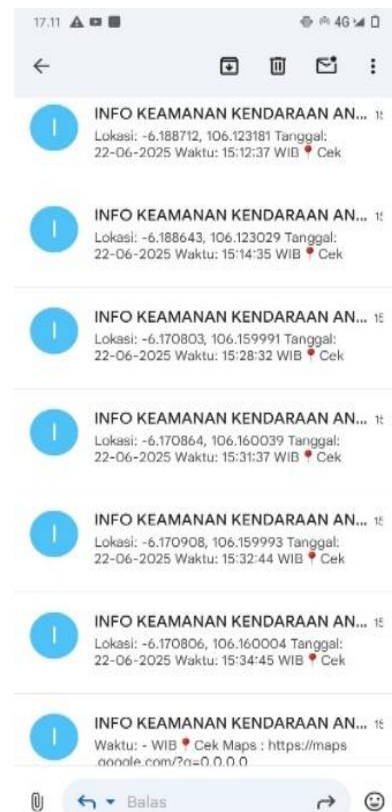 17.11
4G
I
INFO KEAMANAN KENDARAAN AN...
Lokasi: -6.188712, 106.123181 Tanggal:
22-06-2025 Waktu: 15:12:37 WIB📍Cek
I
INFO KEAMANAN KENDARAAN AN...
Lokasi: -6.188643, 106.123029 Tanggal:
22-06-2025 Waktu: 15:14:35 WIB📍Cek
I
INFO KEAMANAN KENDARAAN AN...
Lokasi: -6.170803, 106.159991 Tanggal:
22-06-2025 Waktu: 15:28:32 WIB📍Cek
I
INFO KEAMANAN KENDARAAN AN...
Lokasi: -6.170864, 106.160039 Tanggal:
22-06-2025 Waktu: 15:31:37 WIB📍Cek
I
INFO KEAMANAN KENDARAAN AN...
Lokasi: -6.170908, 106.159993 Tanggal:
22-06-2025 Waktu: 15:32:44 WIB📍Cek
I
INFO KEAMANAN KENDARAAN AN...
Lokasi: -6.170806, 106.160004 Tanggal:
22-06-2025 Waktu: 15:34:45 WIB📍Cek
I
INFO KEAMANAN KENDARAAN AN...
Waktu: - WIB📍Cek Maps : https://maps
.google.com/?q=0.0,0.0
Balas